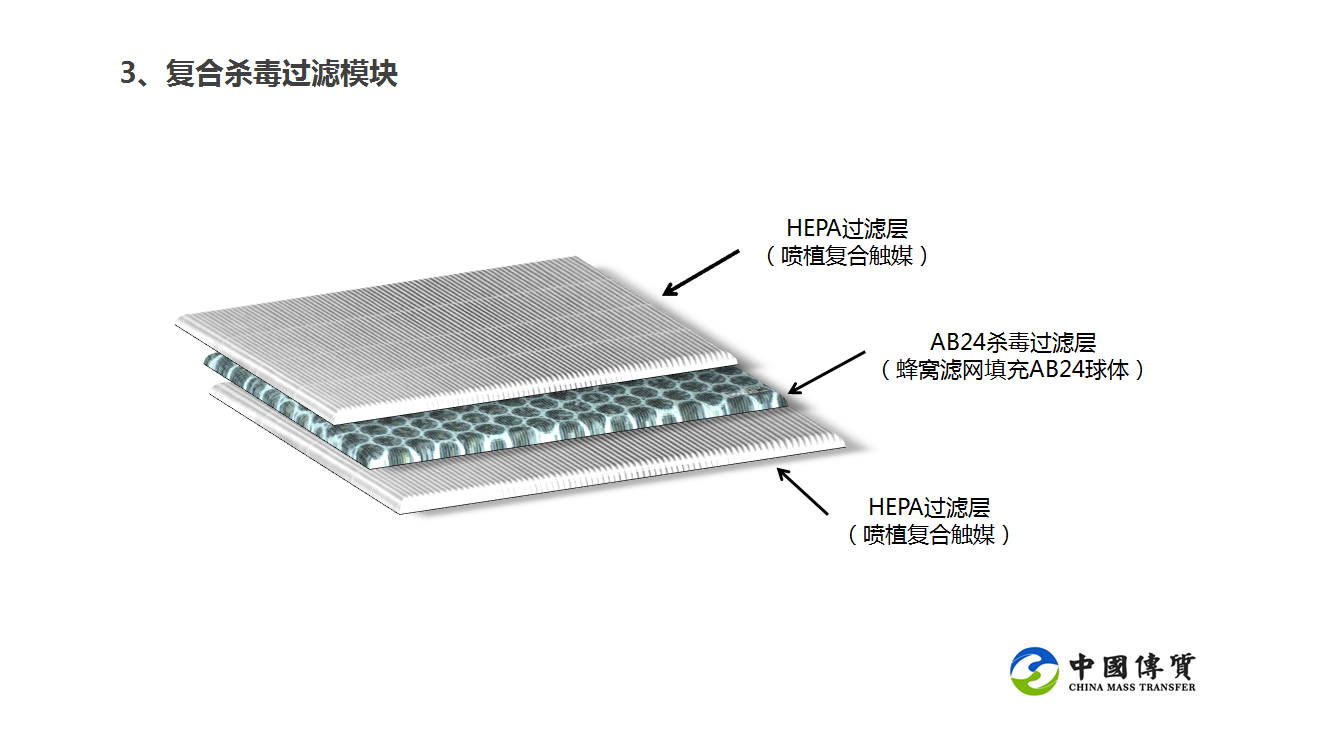 3、复合杀毒过滤模块
HEPA过滤层
（喷植复合触媒）
AB24杀毒过滤层
（蜂窝滤网填充AB24球体）
HEPA过滤层
（喷植复合触媒）
中國傳質
CHINA MASS TRANSFER